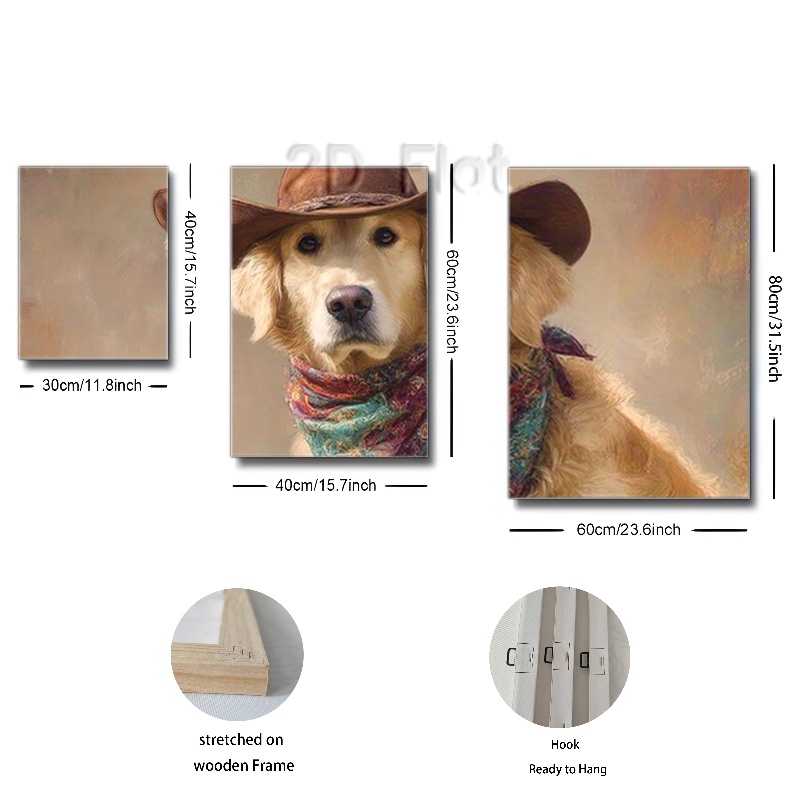 2D Flat
40cm/15.7inch
30cm/11.8inch
60cm/23.6inch
40cm/15.7inch
80cm/31.5inch
60cm/23.6inch
stretched on
wooden Frame
Hook
Ready to Hang